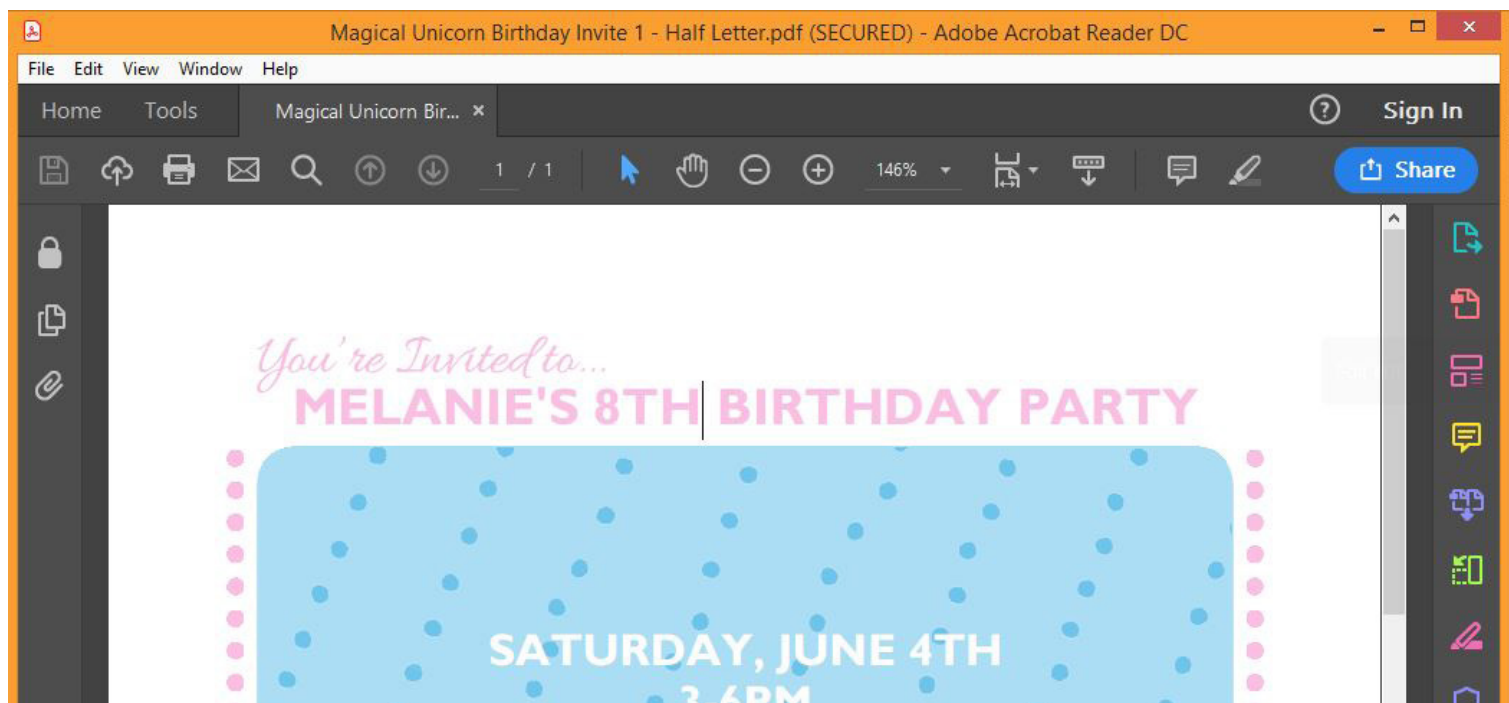 Magical Unicorn Birthday Invite 1 - Half Letter.pdf (SECURED) - Adobe Acrobat Reader DC
File Edit View Window Help
Home Tools Magical Unicorn Bir... × ? Sign In
1 / 1 146% Share
You're Invited to...
MELANIE'S 8TH BIRTHDAY PARTY
SATURDAY, JUNE 4TH
3-6PM